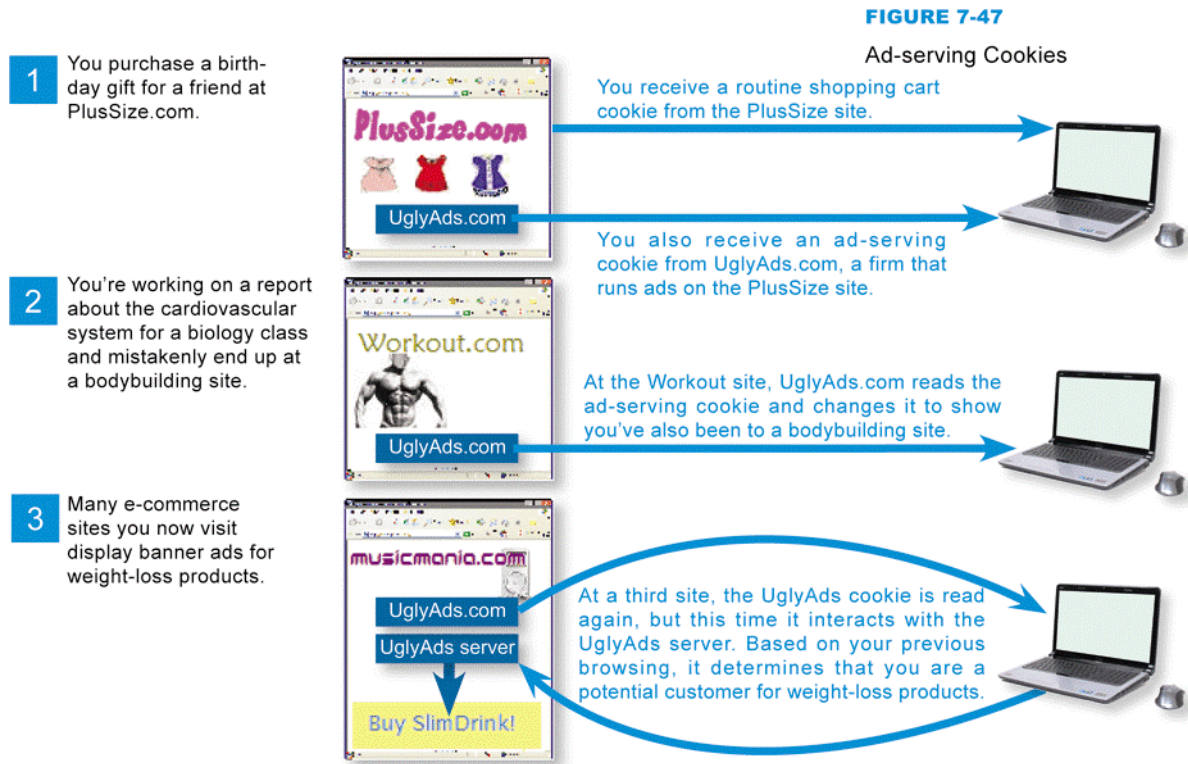 FIGURE 7-47
Ad-serving Cookies
1
You purchase a birth-
day gift for a friend at
PlusSize.com.
PlusSize.com
UglyAds.com
You receive a routine shopping cart
cookie from the PlusSize site.
You also receive an ad-serving
cookie from UglyAds.com, a firm that
runs ads on the PlusSize site.
2
You're working on a report
about the cardiovascular
system for a biology class
and mistakenly end up at
a bodybuilding site.
Workout.com
UglyAds.com
At the Workout site, UglyAds.com reads the
ad-serving cookie and changes it to show
you've also been to a bodybuilding site.
3
Many e-commerce
sites you now visit
display banner ads for
weight-loss products.
musicmania.com
UglyAds.com
UglyAds server
Buy SlimDrink!
At a third site, the UglyAds cookie is read
again, but this time it interacts with the
UglyAds server. Based on your previous
browsing, it determines that you are a
potential customer for weight-loss products.